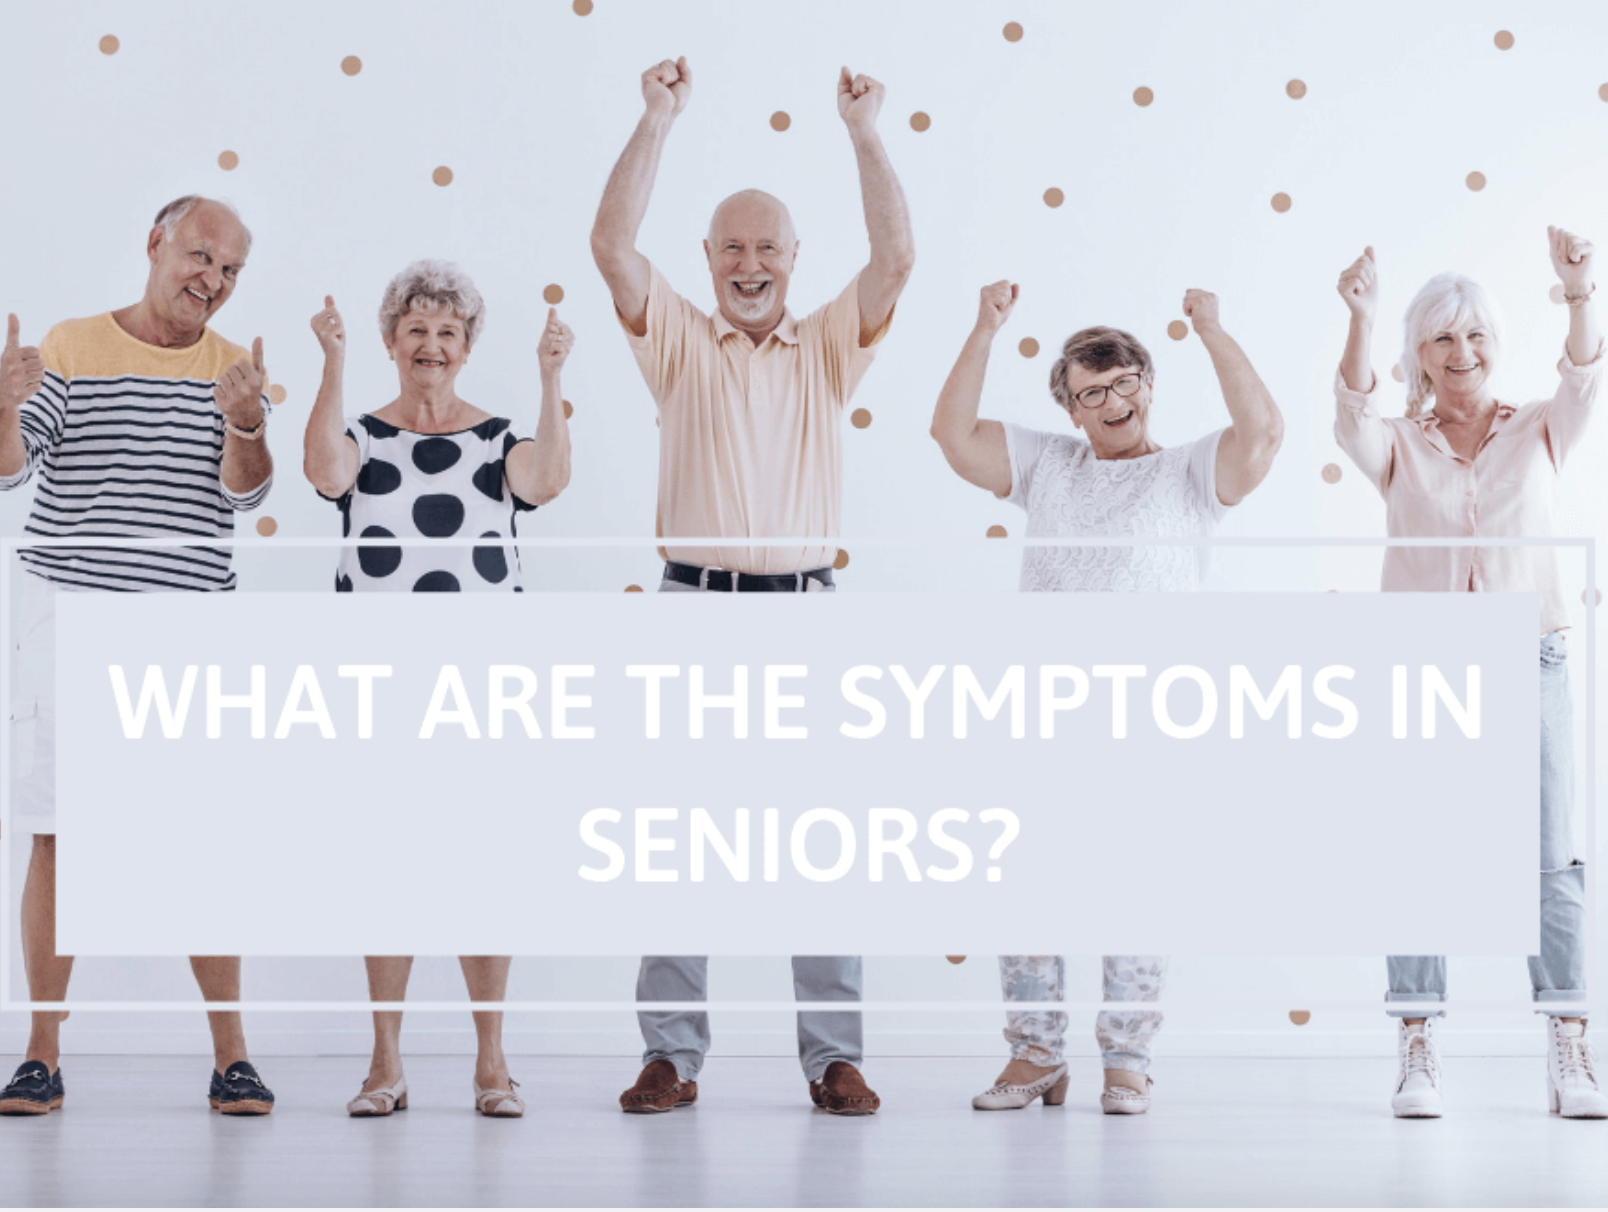 WHAT ARE THE SYMPTOMS IN
SENIORS?